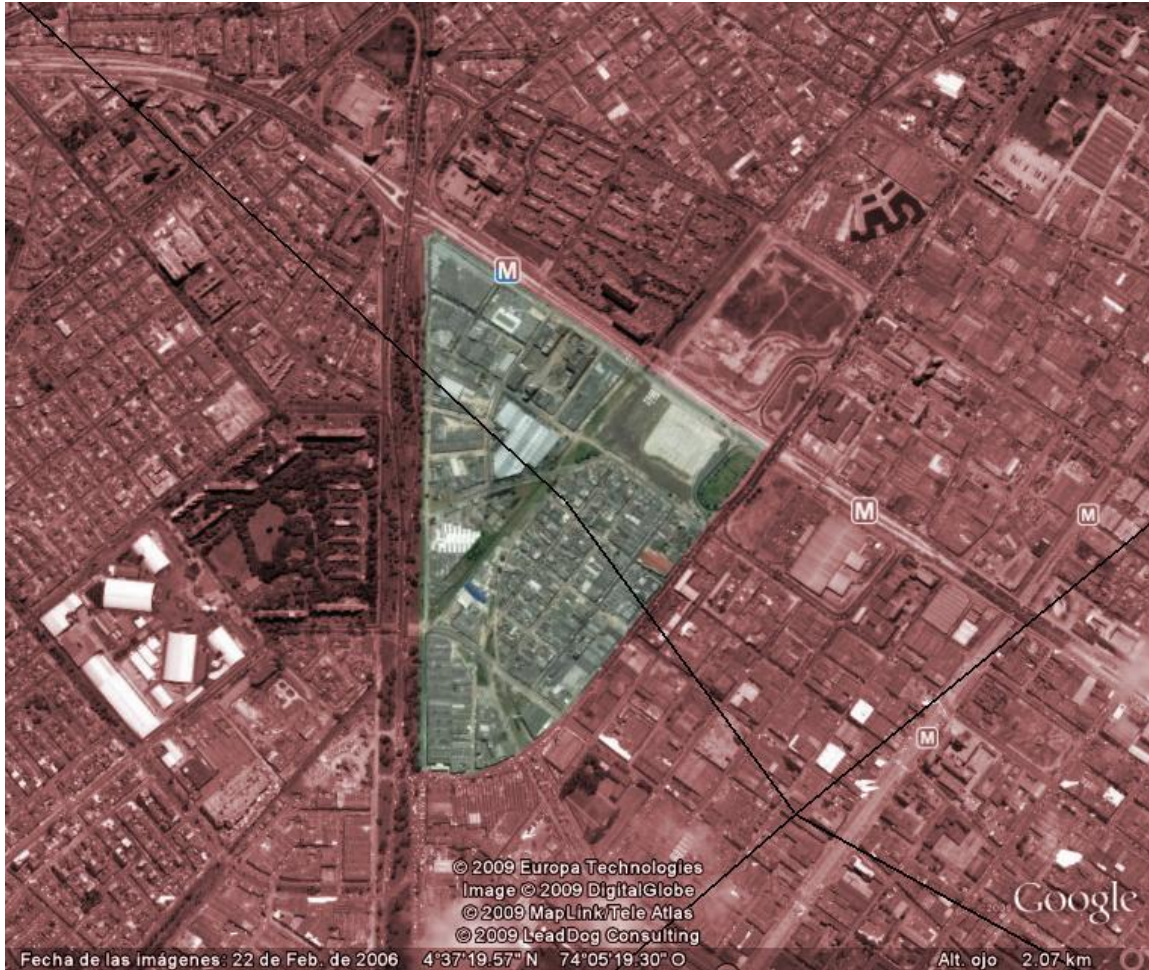 M
M
M
M
© 2009 Europa Technologies
Image © 2009 DigitalGlobe
© 2009 MapLink/Tele Atlas
© 2009 LeadDog Consulting
Google
Fecha de las imágenes: 22 de Feb. de 2006 4°37'19.57" N 74°05'19.30" O Alt. ojo 2.07 km